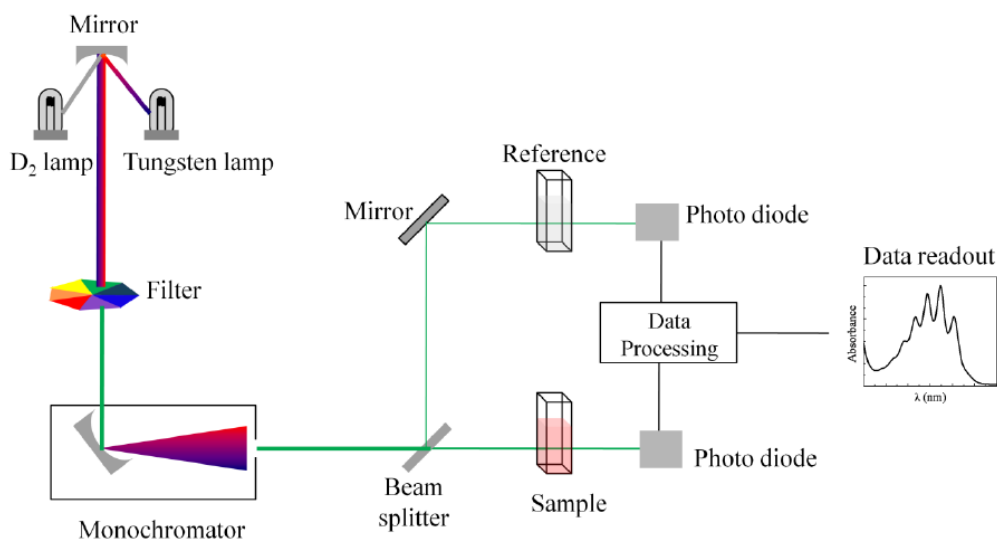 Mirror
D₂ lamp
Tungsten lamp
Filter
Monochromator
Mirror
Beam
splitter
Reference
Sample
Photo diode
Photo diode
Data
Processing
Data readout
Absorbance
λ (nm)